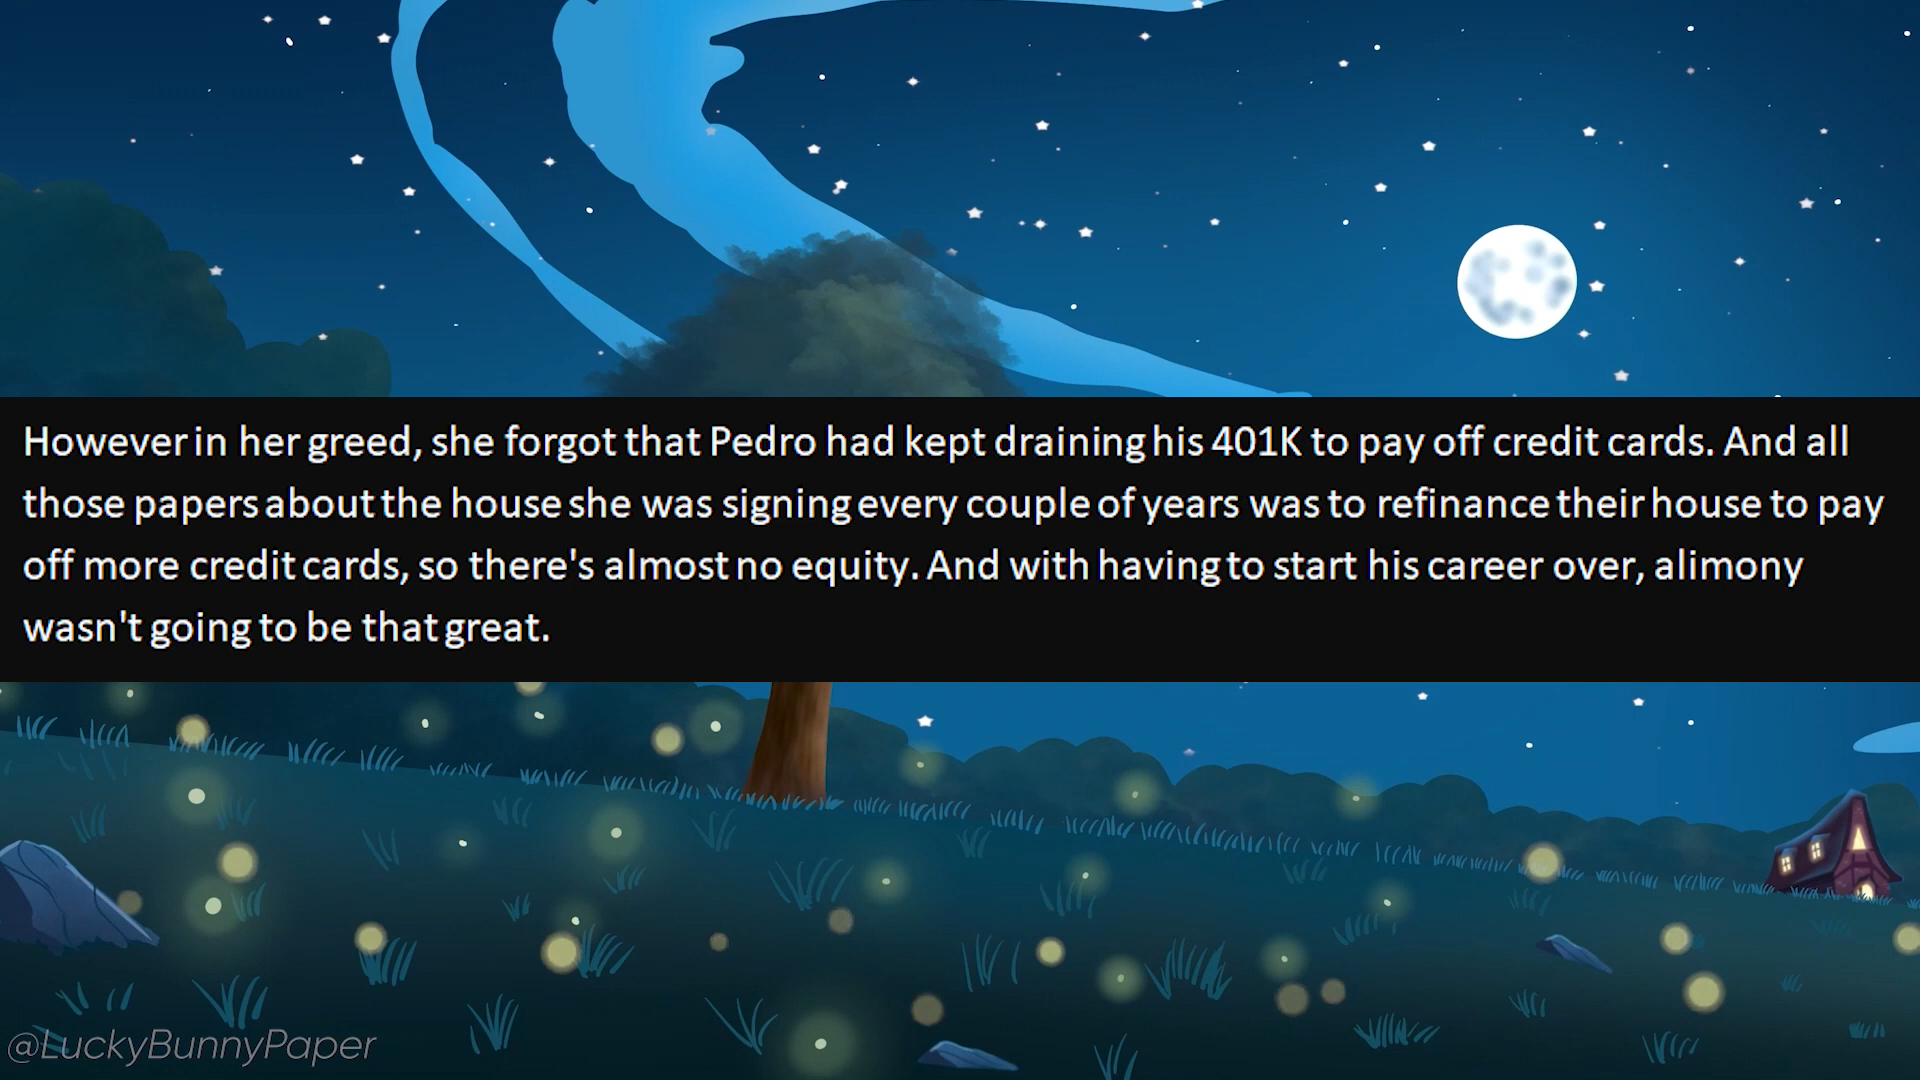 However in her greed, she forgot that Pedro had kept draining his 401K to pay off credit cards. And all
those papers about the house she was signing every couple of years was to refinance their house to pay
off more credit cards, so there's almost no equity. And with having to start his career over, alimony
wasn't going to be that great.
@LuckyBunnyPaper